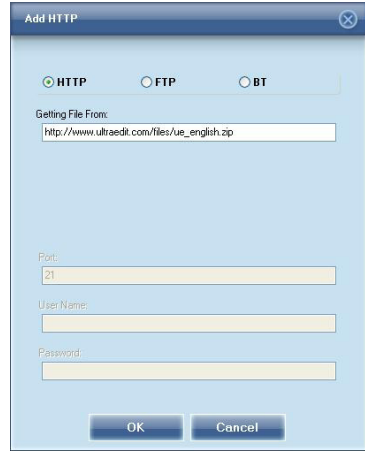 Add HTTP
HTTP FTP BT
Getting File From:
http://www.ultraedit.com/files/ue_english.zip
Port:
21
User Name:
Password:
OK Cancel